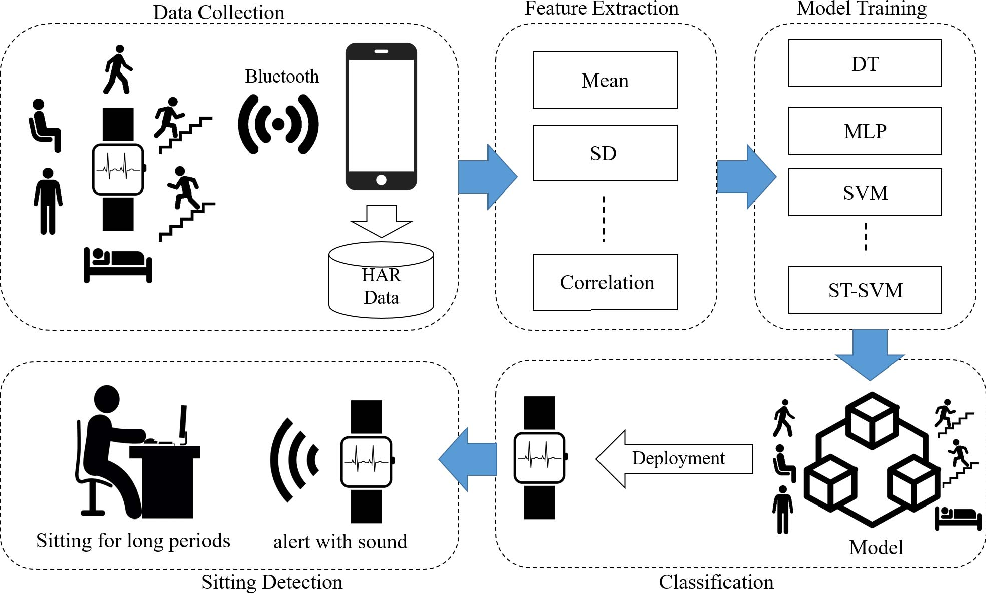 Data Collection
Feature Extraction
Model Training
Bluetooth
HAR
Data
Mean
SD
Correlation
DT
MLP
SVM
ST-SVM
Sitting for long periods
alert with sound
Deployment
Model
Sitting Detection
Classification